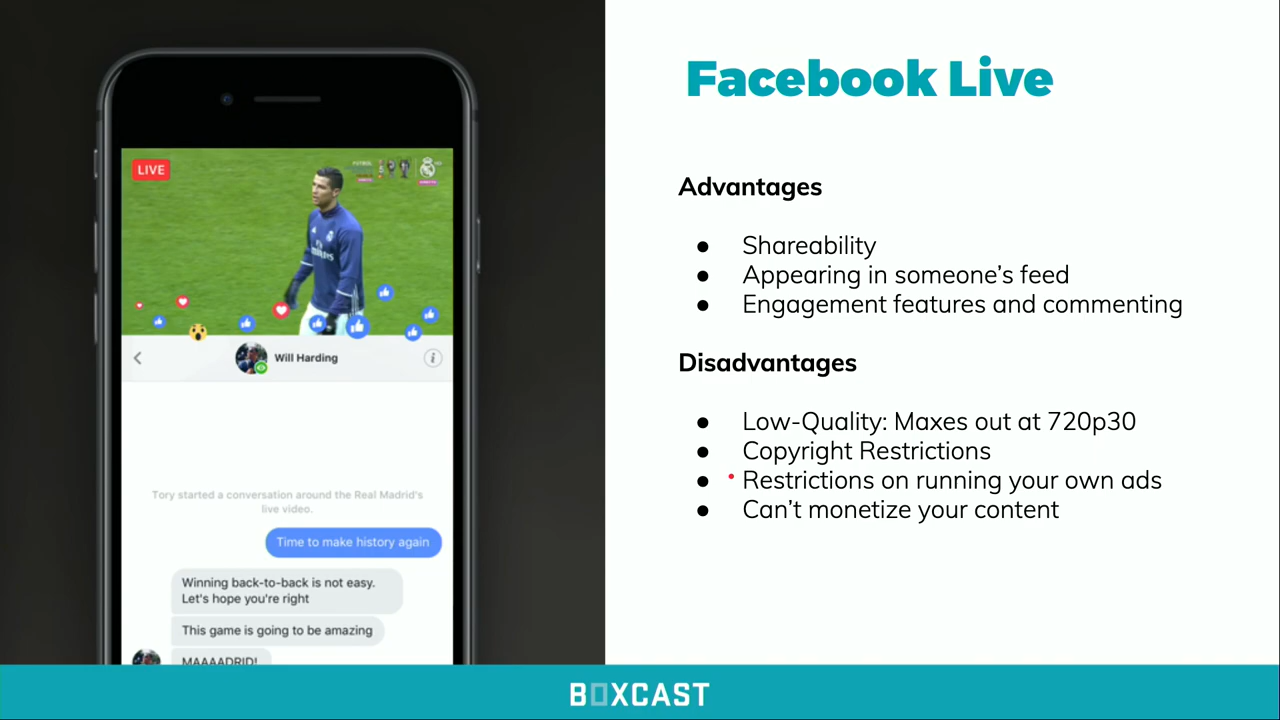 Facebook Live
Advantages
● Shareability
● Appearing in someone's feed
● Engagement features and commenting
Disadvantages
● Low-Quality: Maxes out at 720p30
● Copyright Restrictions
● Restrictions on running your own ads
● Can't monetize your content
LIVE
Will Harding
Tory started a conversation around the Real Madrid's
live video.
Time to make history again
Winning back-to-back is not easy.
Let's hope you're right
This game is going to be amazing
MAAAADRID!
BOXCAST